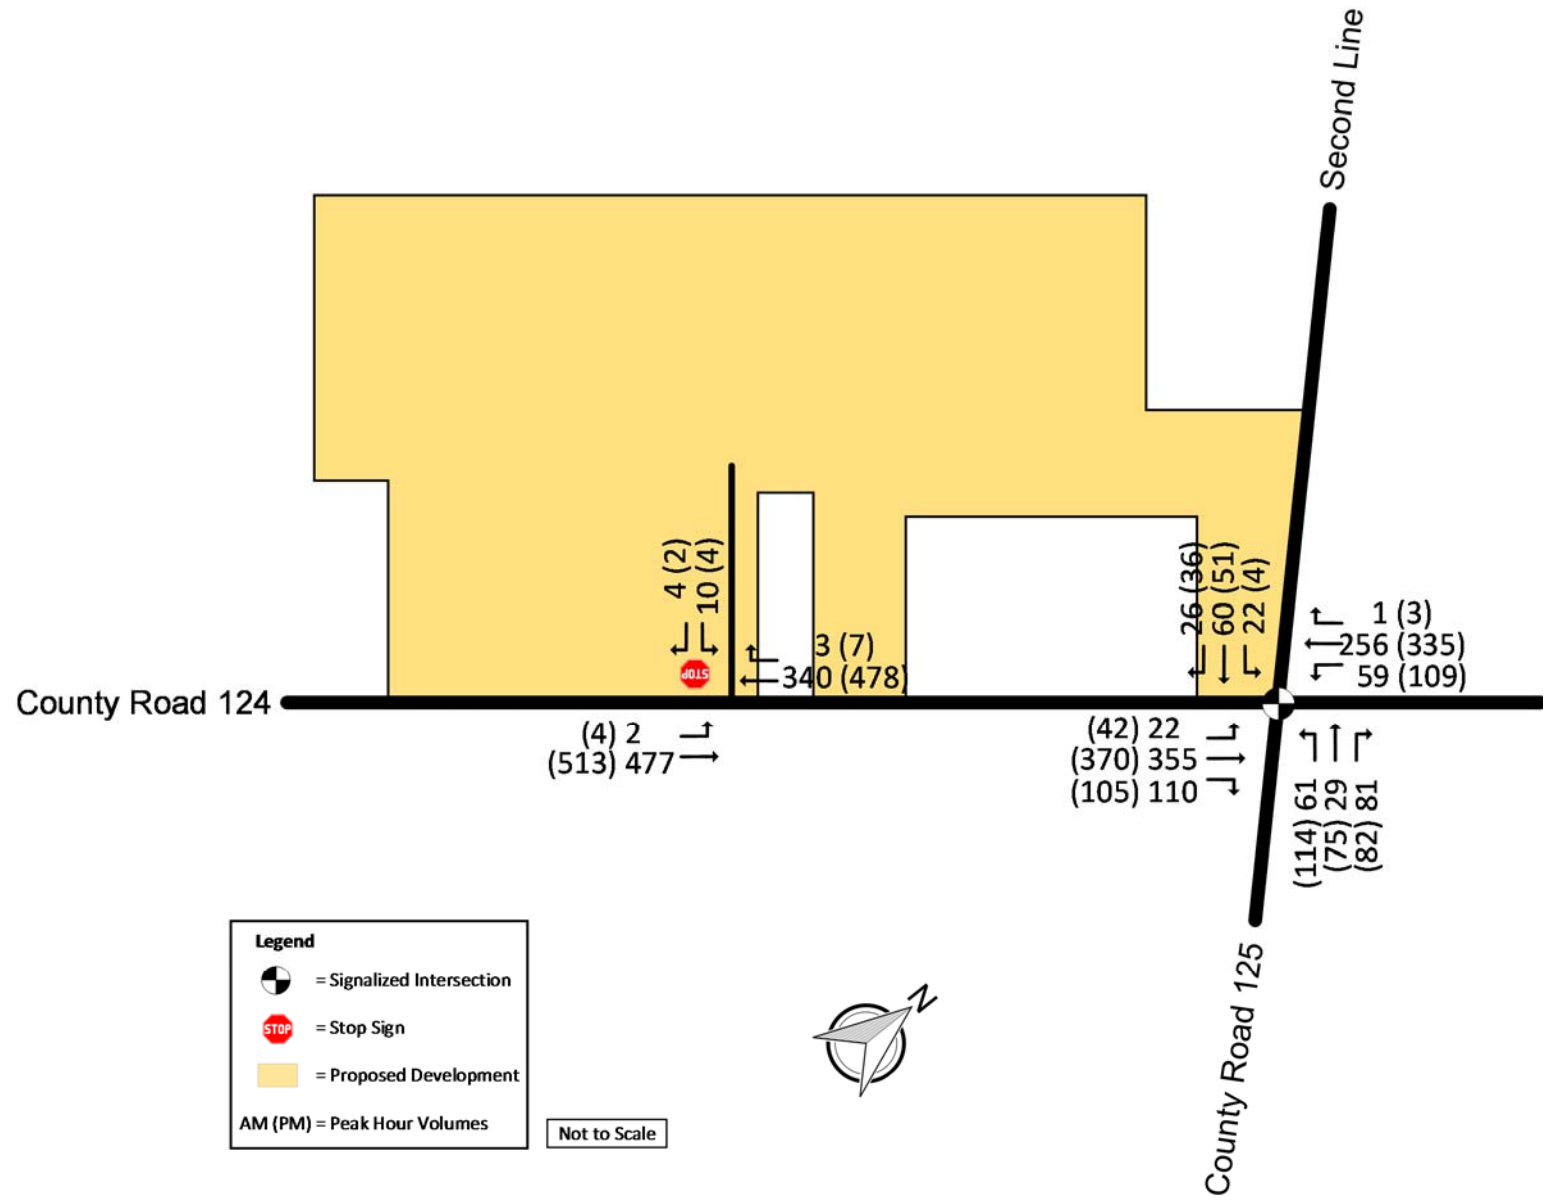 Second Line
4 (2)
10 (4)
26 (36)
60 (51)
22 (4)
1 (3)
256 (335)
59 (109)
3 (7)
340 (478)
STOP
County Road 124
(4) 2
(513) 477
(42) 22
(370) 355
(105) 110
(114) 61
(75) 29
(82) 81
County Road 125
Legend
= Signalized Intersection
STOP = Stop Sign
= Proposed Development
AM (PM) = Peak Hour Volumes
Not to Scale
N